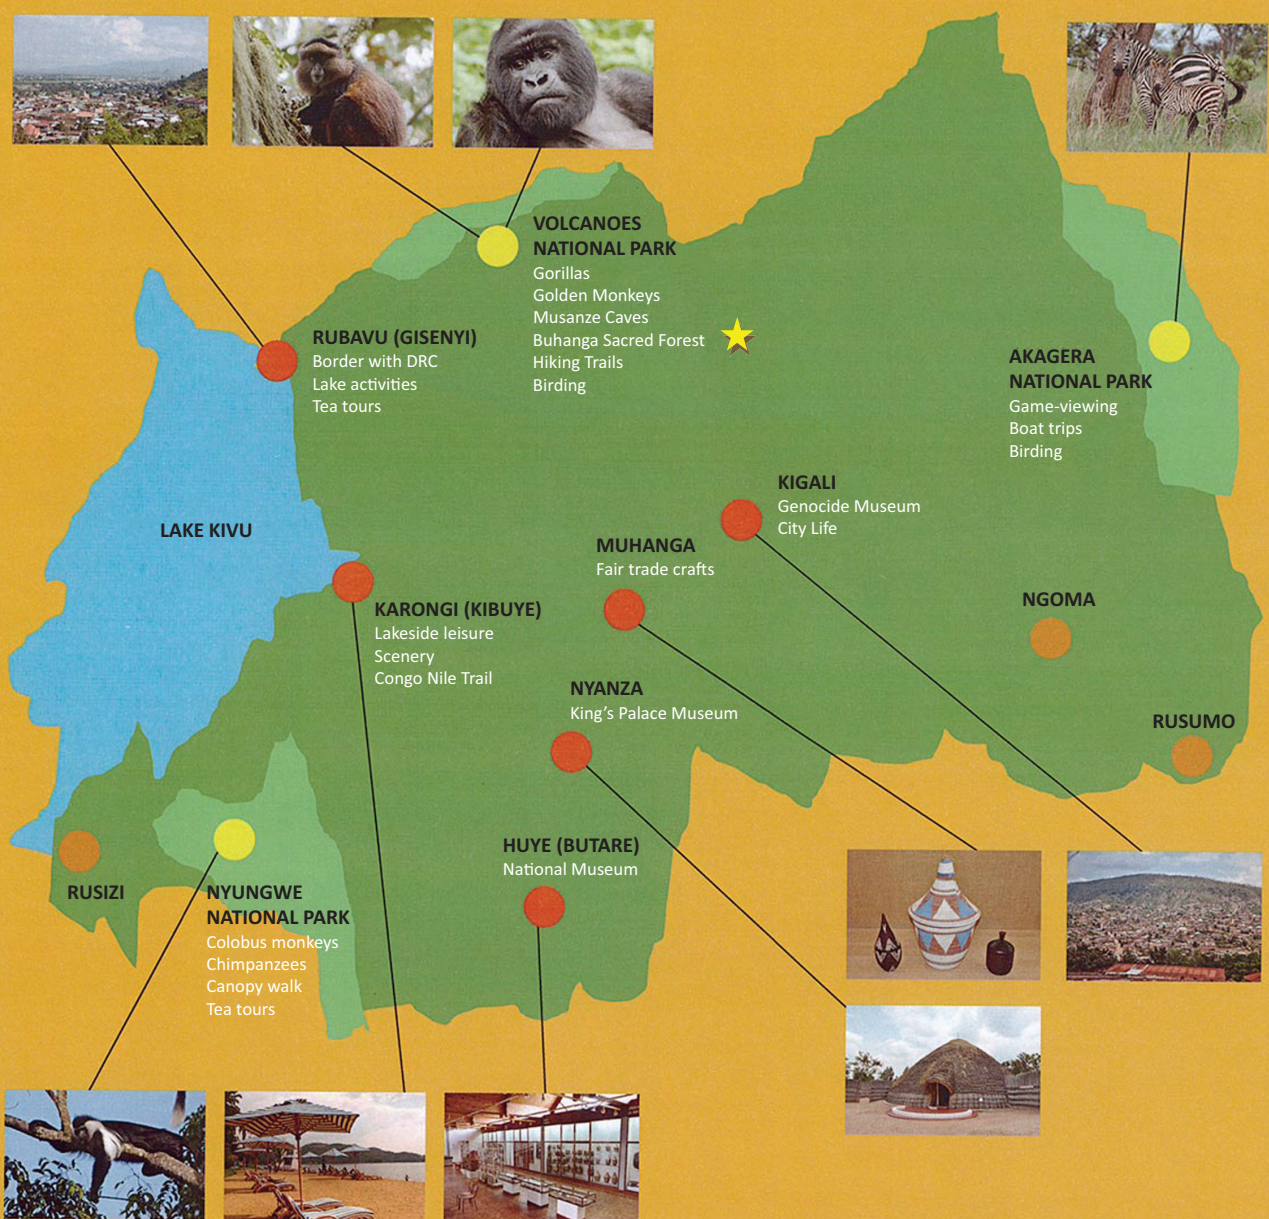 VOLCANOES
NATIONAL PARK
Gorillas
Golden Monkeys
Musanze Caves
Buhanga Sacred Forest
Hiking Trails
Birding
RUBAVU (GISENYI)
Border with DRC
Lake activities
Tea tours
AKAGERA
NATIONAL PARK
Game-viewing
Boat trips
Birding
LAKE KIVU
KIGALI
Genocide Museum
City Life
MUHANGA
Fair trade crafts
KARONGI (KIBUYE)
Lakeside leisure
Scenery
Congo Nile Trail
NGOMA
NYANZA
King's Palace Museum
RUSUMO
HUYE (BUTARE)
National Museum
RUSIZI
NYUNGWE
NATIONAL PARK
Colobus monkeys
Chimpanzees
Canopy walk
Tea tours